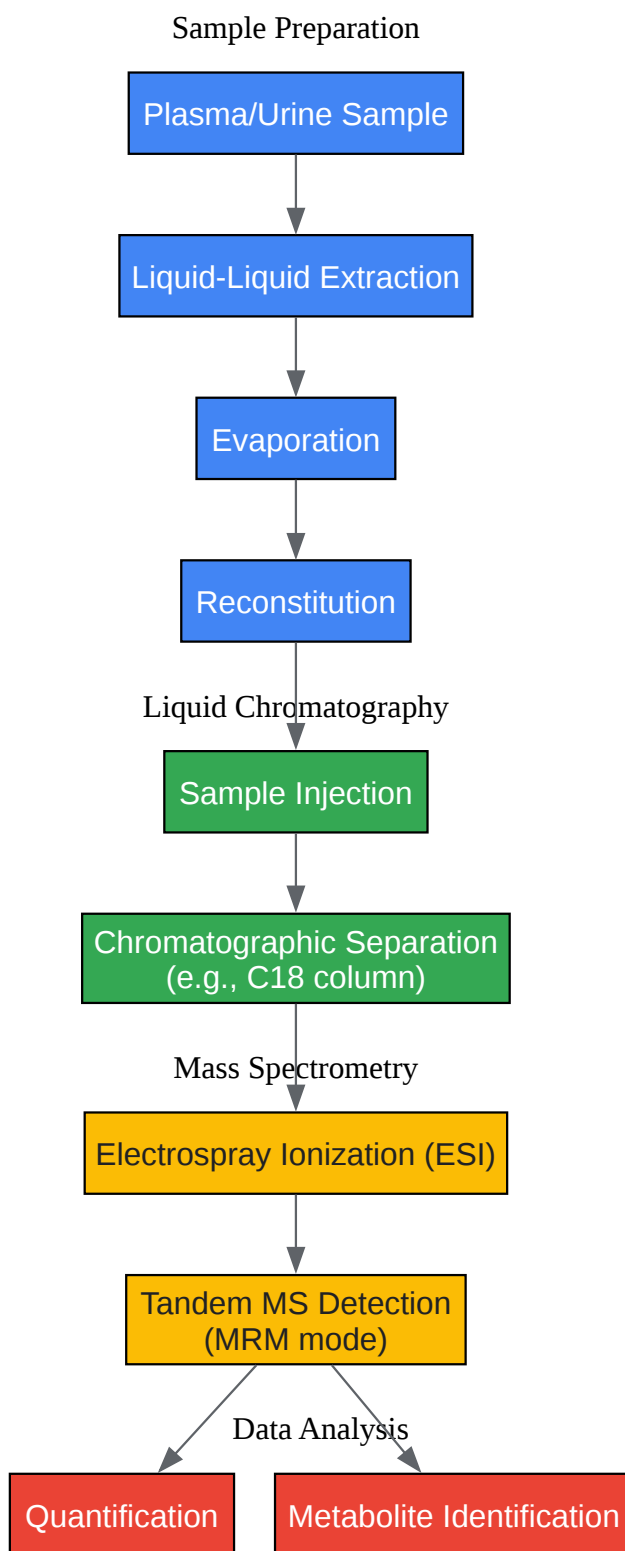 Sample Preparation
Plasma/Urine Sample
Liquid-Liquid Extraction
Evaporation
Reconstitution
Liquid Chromatography
Sample Injection
Chromatographic Separation
(e.g., C18 column)
Mass Spectrometry
Electrospray Ionization (ESI)
Tandem MS Detection
(MRM mode)
Data Analysis
Quantification
Metabolite Identification